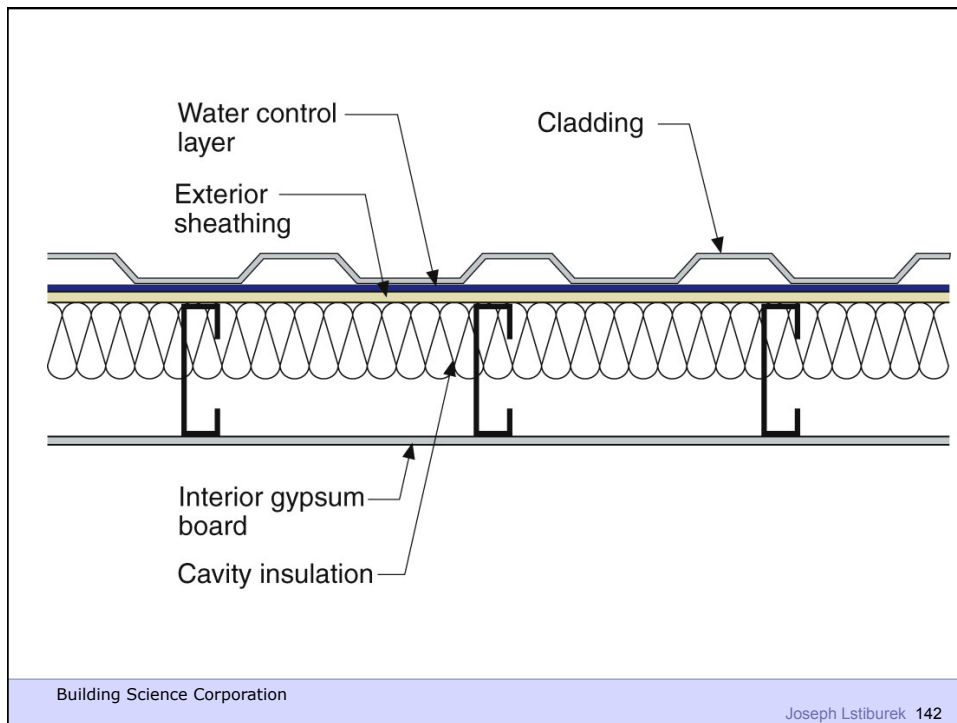 Water control
layer
Cladding
Exterior
sheathing
Interior gypsum
board
Cavity insulation
Building Science Corporation
Joseph Lstiburek 142